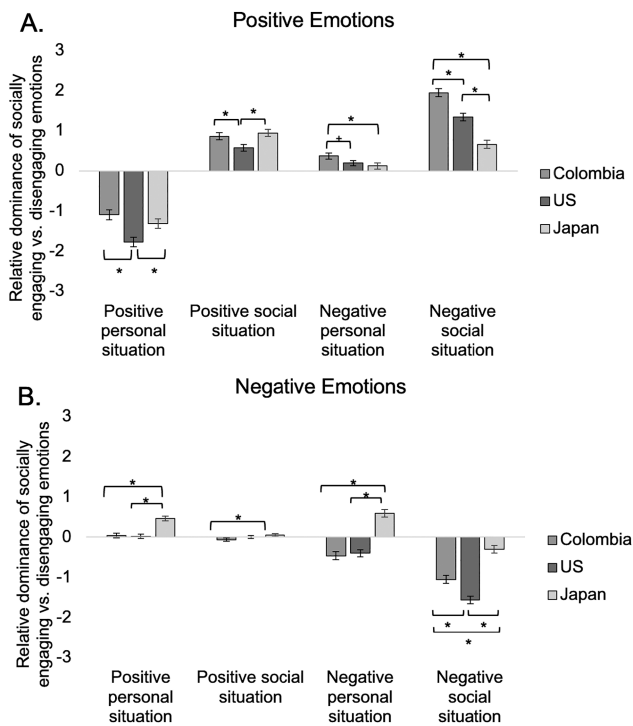 A.
Positive Emotions
Relative dominance of socially
engaging vs. disengaging emotions
3
2
1
0
-1
-2
-3
*
*
*
*
*
+
*
*
*
*
Colombia
US
Japan
Positive
personal
situation
Positive social
situation
Negative
personal
situation
Negative
social
situation
B.
Negative Emotions
Relative dominance of socially
engaging vs. disengaging emotions
3
2
1
0
-1
-2
-3
*
*
*
*
*
*
*
*
Colombia
US
Japan
Positive
personal
situation
Positive social
situation
Negative
personal
situation
Negative
social
situation